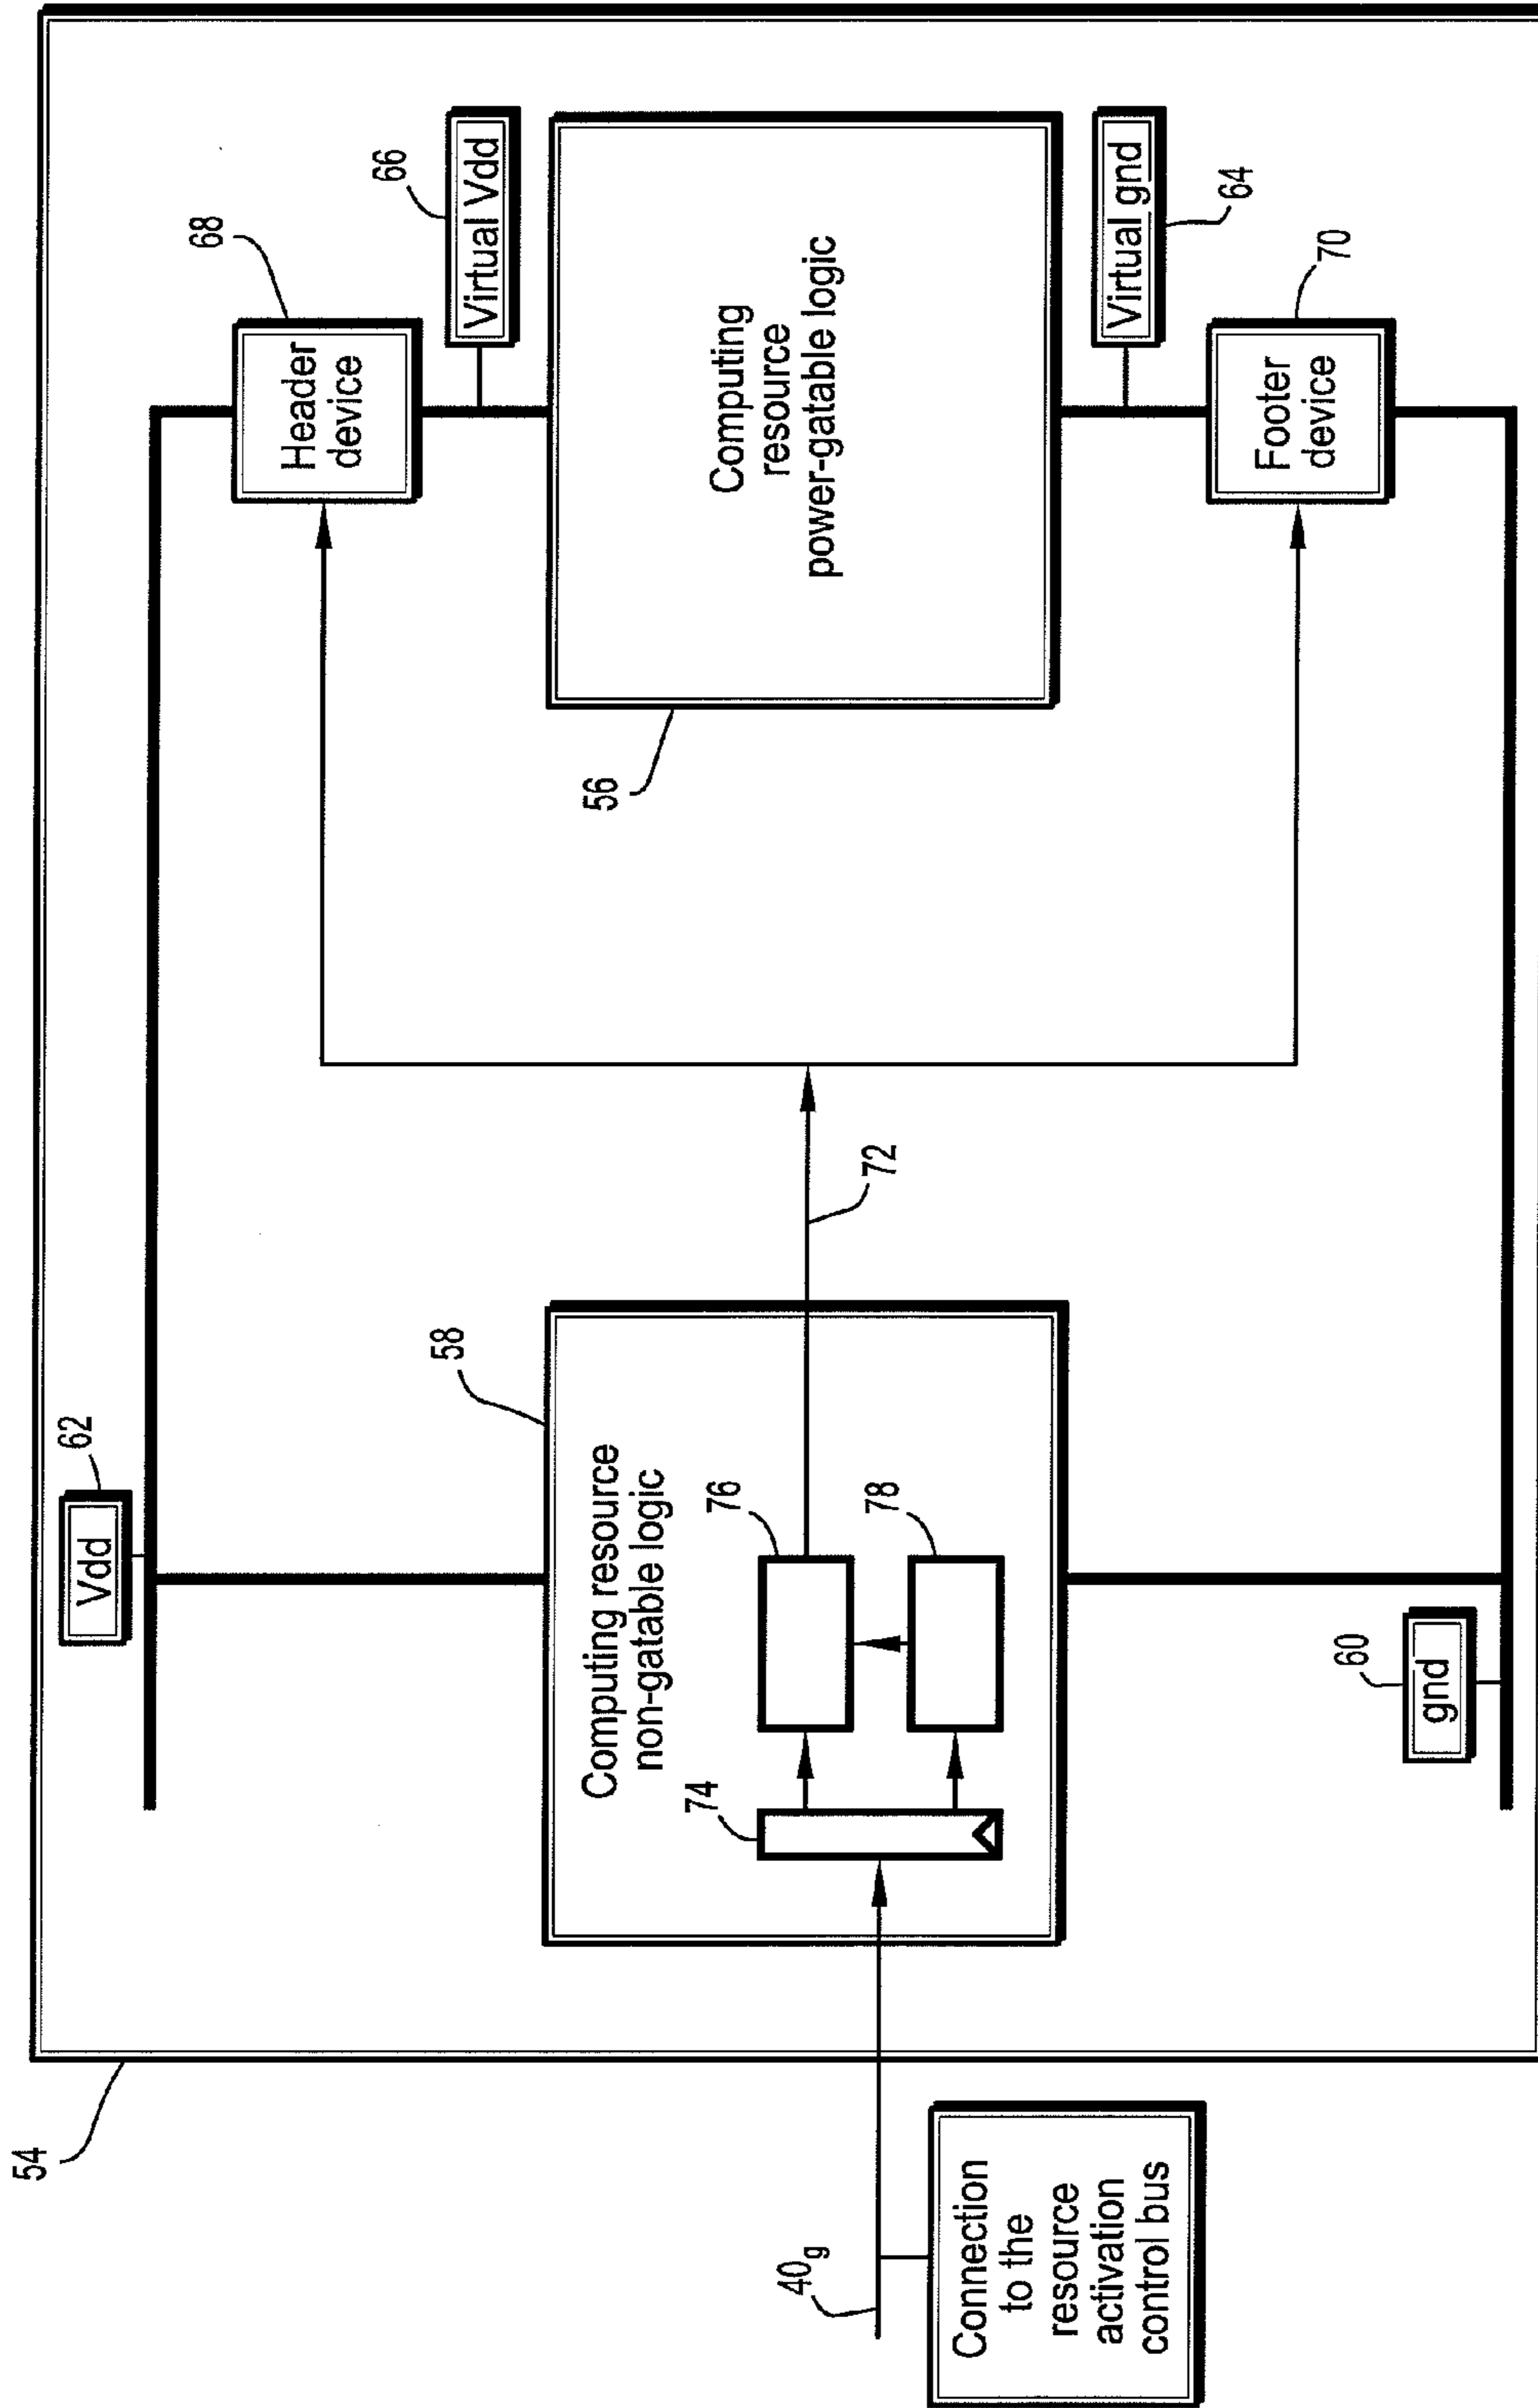 54
62
Vdd
68
Header
device
66
Virtual Vdd
58
Computing resource
non-gatable logic
74
76
78
72
56
Computing
resource
power-gatable logic
Virtual gnd
64
40g
Connection
to the
resource
activation
control bus
60
gnd
Footer
device
70